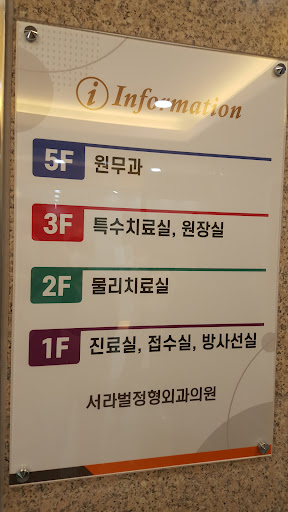 i Information
5F 원무과
3F 특수치료실, 원장실
2F 물리치료실
1F 진료실, 접수실, 방사선실
서라벌정형외과의원